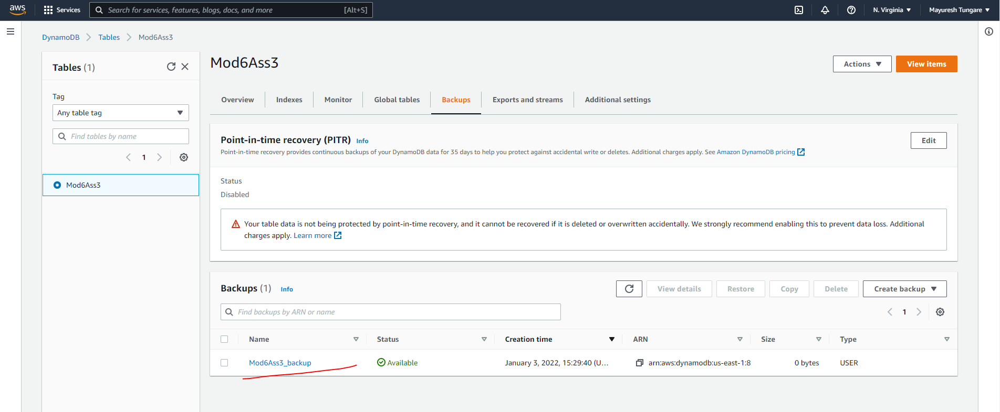 aws Services Search for services, features, blogs, docs, and more [Alt+S] N. Virginia Mayuresh Tungare
DynamoDB Tables Mod6Ass3
Tables (1)
Tag
Any table tag
Find tables by name
1
Mod6Ass3
Mod6Ass3
Actions View items
Overview Indexes Monitor Global tables Backups Exports and streams Additional settings
Point-in-time recovery (PITR) Info Edit
Point-in-time recovery provides continuous backups of your DynamoDB data for 35 days to help you protect against accidental write or deletes. Additional charges apply. See Amazon DynamoDB pricing
Status
Disabled
Your table data is not being protected by point-in-time recovery, and it cannot be recovered if it is deleted or overwritten accidentally. We strongly recommend enabling this to prevent data loss. Additional
charges apply. Learn more
Backups (1) Info View details Restore Copy Delete Create backup
Find backups by ARN or name 1
Name Status Creation time ARN Size Type
Mod6Ass3_backup Available January 3, 2022, 15:29:40 (U... arn:aws:dynamodb:us-east-1:8 0 bytes USER